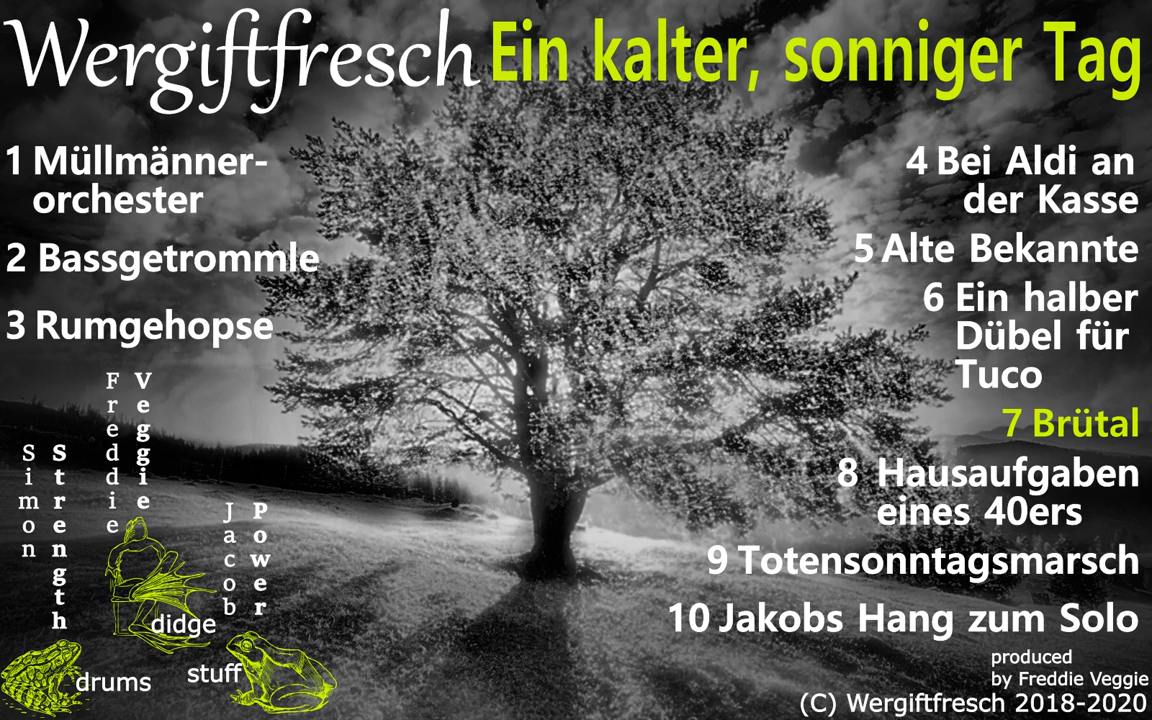 Wergiftfresch Ein kalter, sonniger Tag
1 Müllmänner-
orchester
2 Bassgetrommle
3 Rumgehopse
4 Bei Aldi an
der Kasse
5 Alte Bekannte
6 Ein halber
Dübel für
Tuco
7 Brütal
8 Hausaufgaben
eines 40ers
9 Totensonntagsmarsch
10 Jakobs Hang zum Solo
Simon
Strength
drums
Freddie
Veggie
didge
Jacob
Power
stuff
produced
by Freddie Veggie
(C) Wergiftfresch 2018-2020